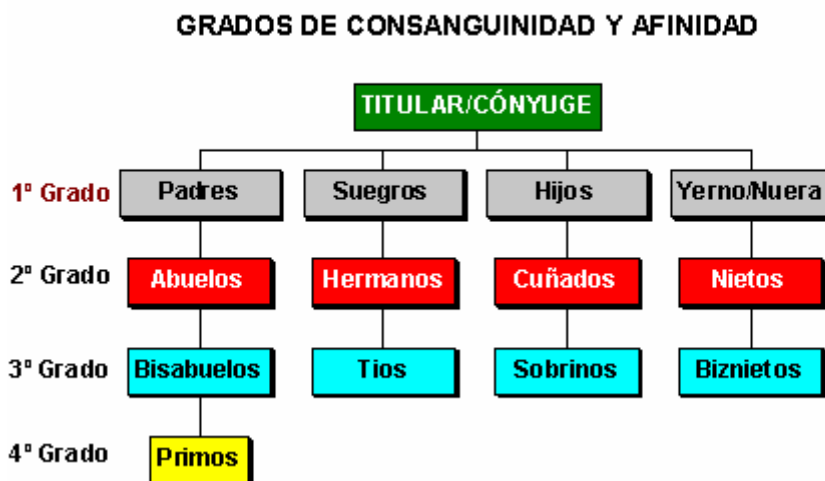 GRADOS DE CONSANGUINIDAD Y AFINIDAD
TITULAR/CÓNYUGE
1º Grado Padres Suegros Hijos Yerno/Nuera
2º Grado Abuelos Hermanos Cuñados Nietos
3º Grado Bisabuelos Tios Sobrinos Biznietos
4º Grado Primos